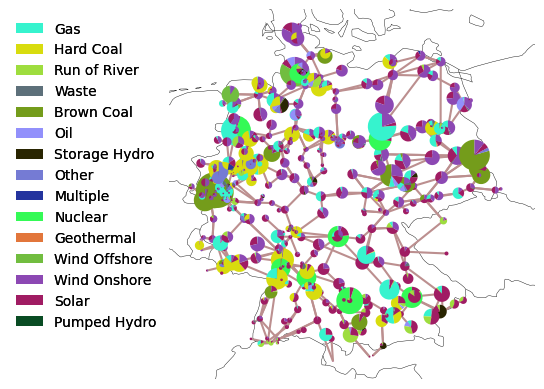 Gas
Hard Coal
Run of River
Waste
Brown Coal
Oil
Storage Hydro
Other
Multiple
Nuclear
Geothermal
Wind Offshore
Wind Onshore
Solar
Pumped Hydro